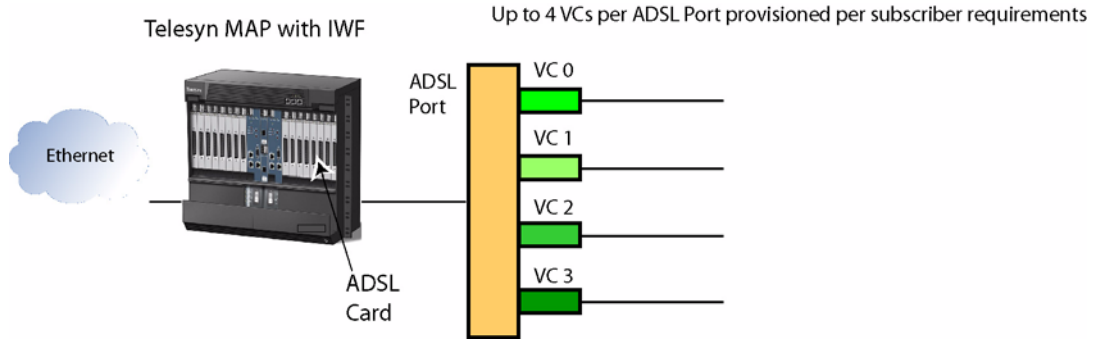 Up to 4 VCs per ADSL Port provisioned per subscriber requirements
Telesyn MAP with IWF
Ethernet
ADSL
Port
VC 0
VC 1
VC 2
VC 3
ADSL
Card